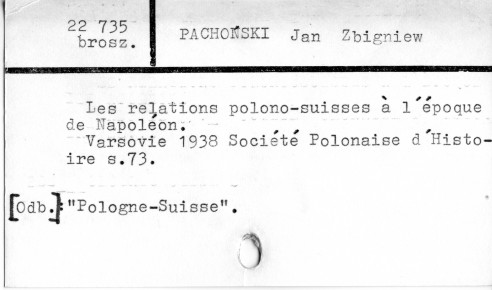 22 735
brosz.
PACHOŃSKI Jan Zbigniew
Les relations polono-suisses à l'époque
de Napoléon.
Varsovie 1938 Société Polonaise d'Histo-
ire s.73.
[Odb.]:"Pologne-Suisse".